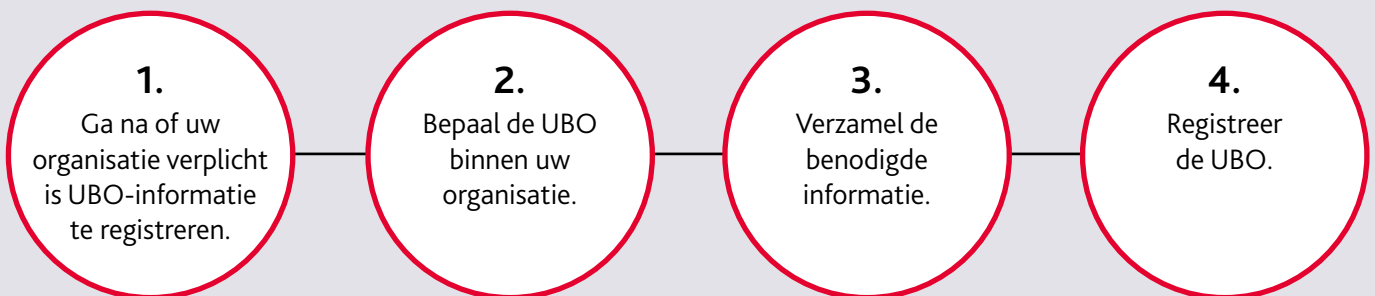 1.
Ga na of uw
organisatie verplicht
is UBO-informatie
te registreren.
2.
Bepaal de UBO
binnen uw
organisatie.
3.
Verzamel de
benodigde
informatie.
4.
Registreer
de UBO.